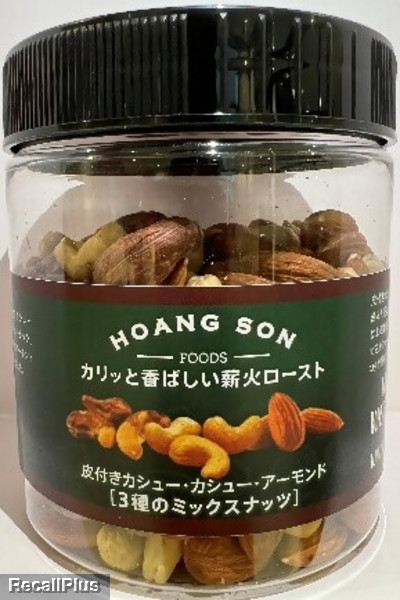 HOANG SON
FOODS
カリッと香ばしい薪火ロースト
皮付きカシュー・カシュー・アーモンド
[3種のミックスナッツ]
RecallPlus